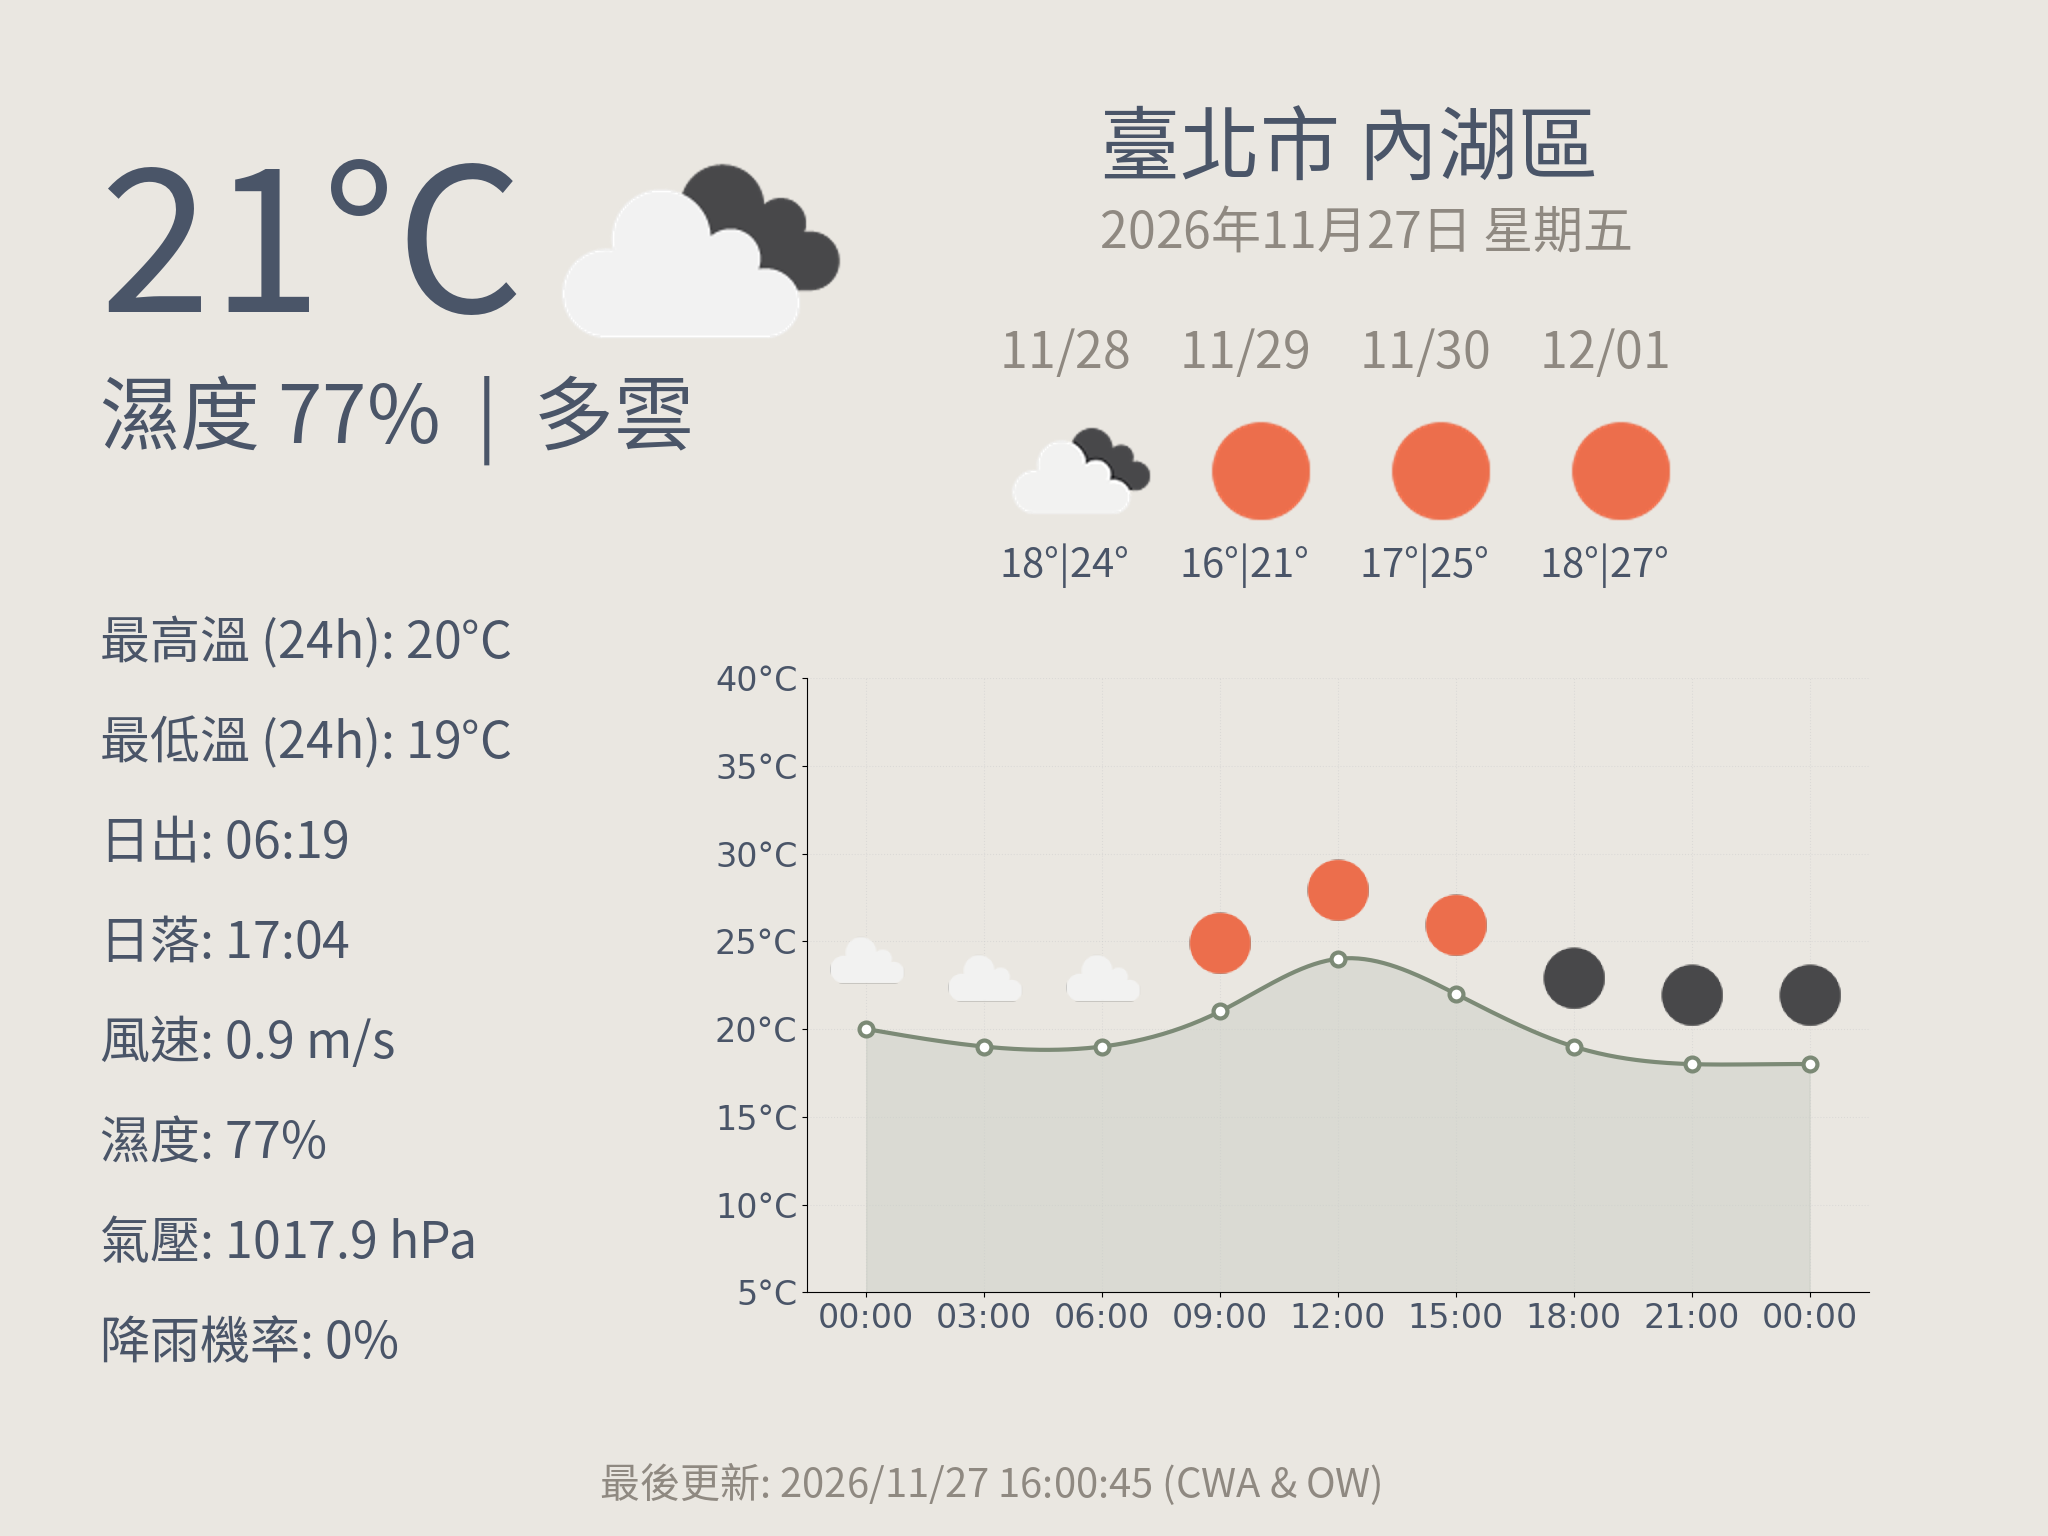 21°C
濕度 77% | 多雲
臺北市 內湖區
2026年11月27日 星期五
11/28 11/29 11/30 12/01
18°|24° 16°|21° 17°|25° 18°|27°
最高溫 (24h): 20°C
最低溫 (24h): 19°C
日出: 06:19
日落: 17:04
風速: 0.9 m/s
濕度: 77%
氣壓: 1017.9 hPa
降雨機率: 0%
40°C
35°C
30°C
25°C
20°C
15°C
10°C
5°C
00:00 03:00 06:00 09:00 12:00 15:00 18:00 21:00 00:00
最後更新: 2026/11/27 16:00:45 (CWA & OW)